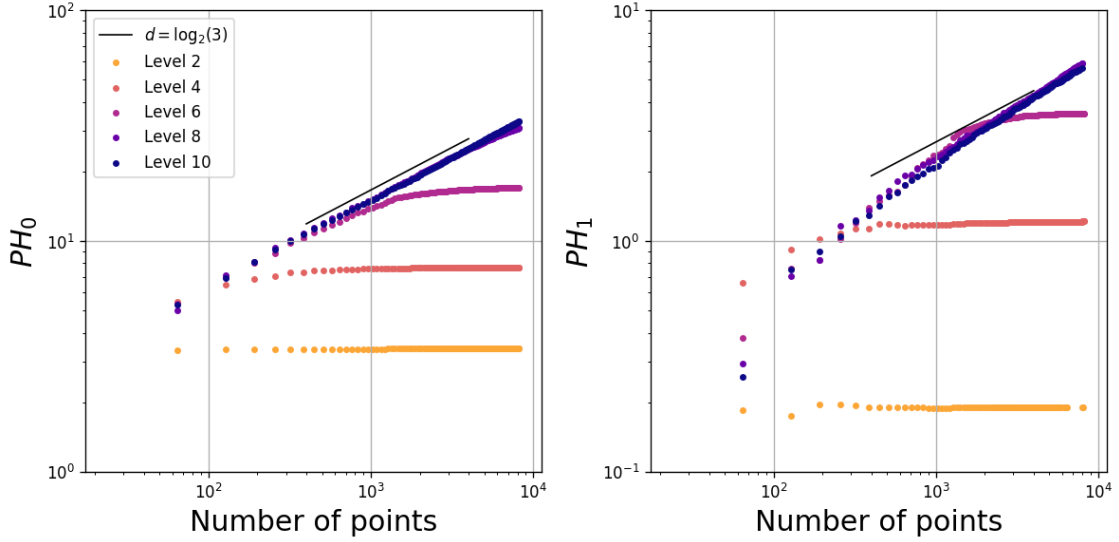 10²
10¹
10⁰
PH₀
d = log₂(3)
Level 2
Level 4
Level 6
Level 8
Level 10
10² 10³ 10⁴
Number of points
10¹
10⁰
10⁻¹
PH₁
10² 10³ 10⁴
Number of points